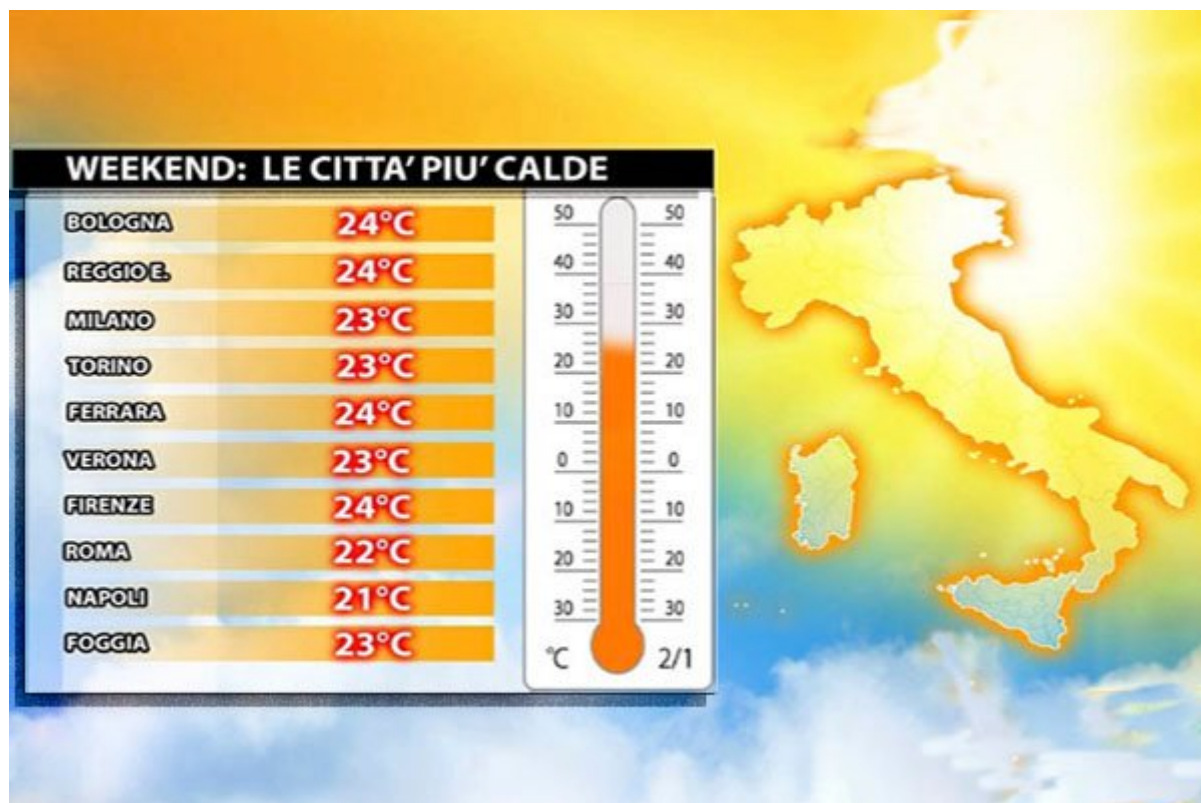 WEEKEND: LE CITTA' PIU' CALDE
BOLOGNA 24°C
REGGIO E. 24°C
MILANO 23°C
TORINO 23°C
FERRARA 24°C
VERONA 23°C
FIRENZE 24°C
ROMA 22°C
NAPOLI 21°C
FOGGIA 23°C
50 50
40 40
30 30
20 20
10 10
0 0
10 10
20 20
30 30
°C 2/1